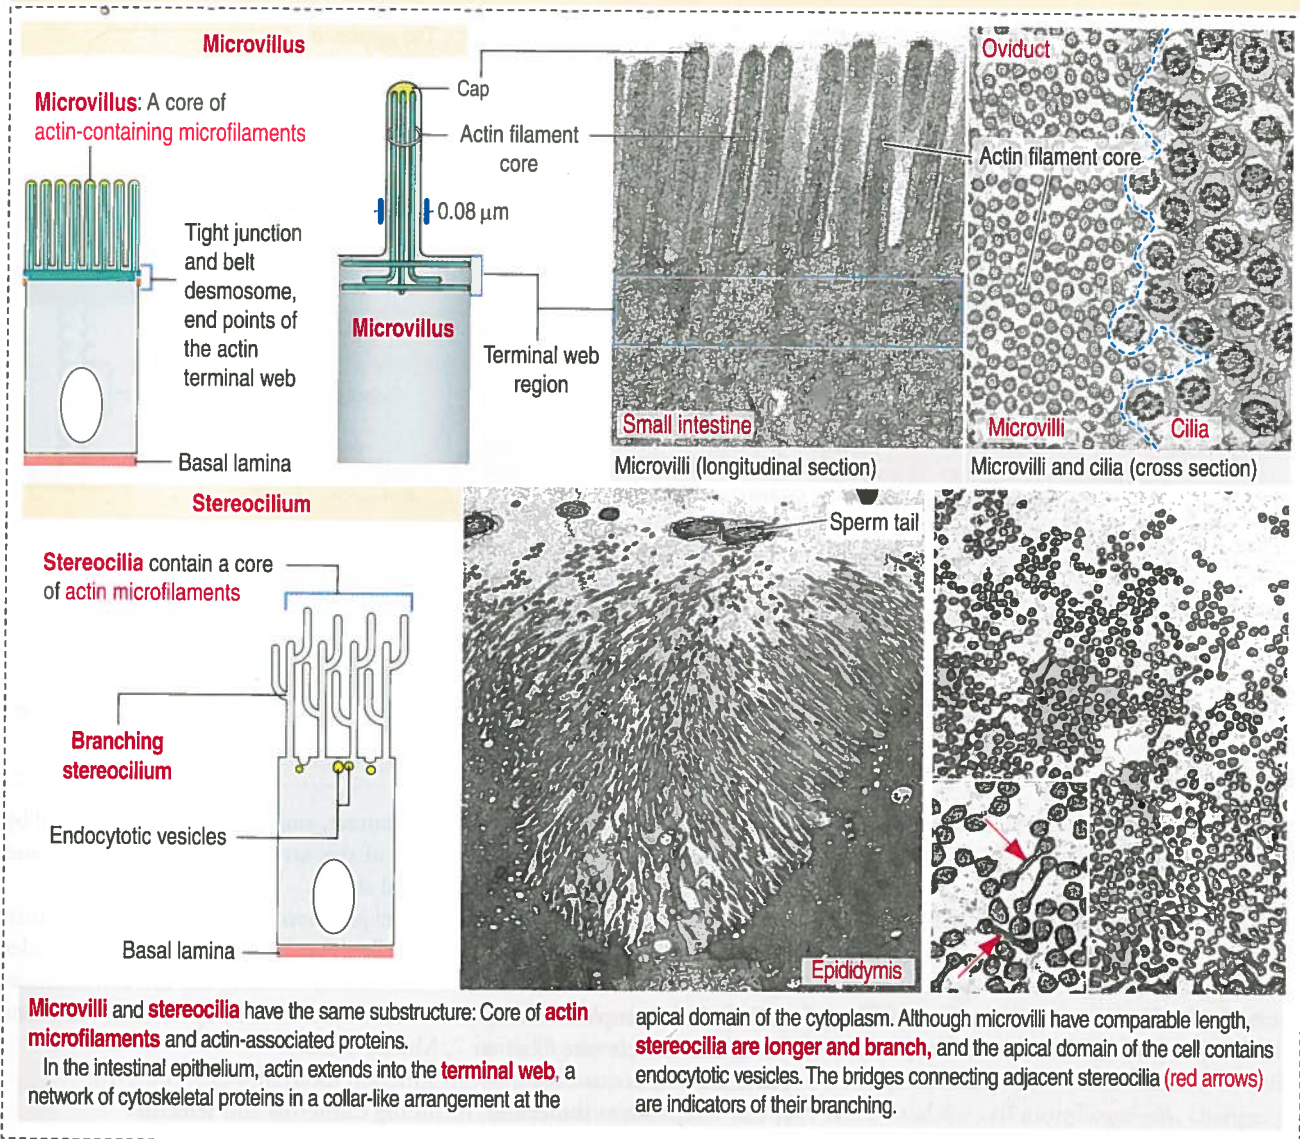 Microvillus
Microvillus: A core of
actin-containing microfilaments
Tight junction
and belt
desmosome,
end points of
the actin
terminal web
Basal lamina
Cap
Actin filament
core
0.08 µm
Microvillus
Terminal web
region
Small intestine
Microvilli (longitudinal section)
Oviduct
Actin filament core
Microvilli
Cilia
Microvilli and cilia (cross section)
Stereocilium
Stereocilia contain a core
of actin microfilaments
Branching
stereocilium
Endocytotic vesicles
Basal lamina
Sperm tail
Epididymis
Microvilli and stereocilia have the same substructure: Core of actin
microfilaments and actin-associated proteins.
In the intestinal epithelium, actin extends into the terminal web, a
network of cytoskeletal proteins in a collar-like arrangement at the
apical domain of the cytoplasm. Although microvilli have comparable length,
stereocilia are longer and branch, and the apical domain of the cell contains
endocytotic vesicles. The bridges connecting adjacent stereocilia (red arrows)
are indicators of their branching.